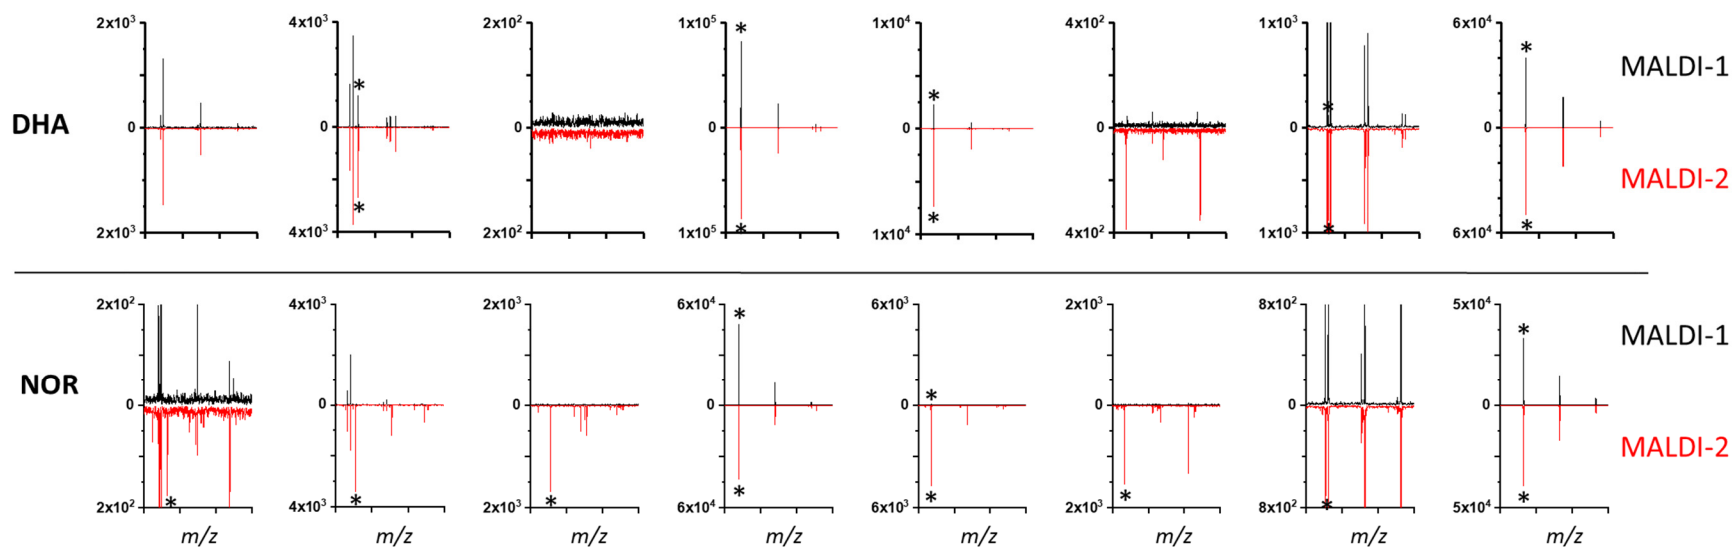 2x10³ 4x10³ 2x10² 1x10⁵ 1x10⁴ 4x10² 1x10³ 6x10⁴
* * * * * MALDI-1
DHA 0 0 0 0 0 0 0 0
* * * * * MALDI-2
2x10³ 4x10³ 2x10² 1x10⁵ 1x10⁴ 4x10² 1x10³ 6x10⁴
2x10² 4x10³ 2x10³ 6x10⁴ 6x10³ 2x10³ 8x10² 5x10⁴
* * * MALDI-1
NOR 0 0 0 0 0 0 0 0
MALDI-2
* * * * * * * *
2x10² 4x10³ 2x10³ 6x10⁴ 6x10³ 2x10³ 8x10² 5x10⁴
m/z m/z m/z m/z m/z m/z m/z m/z